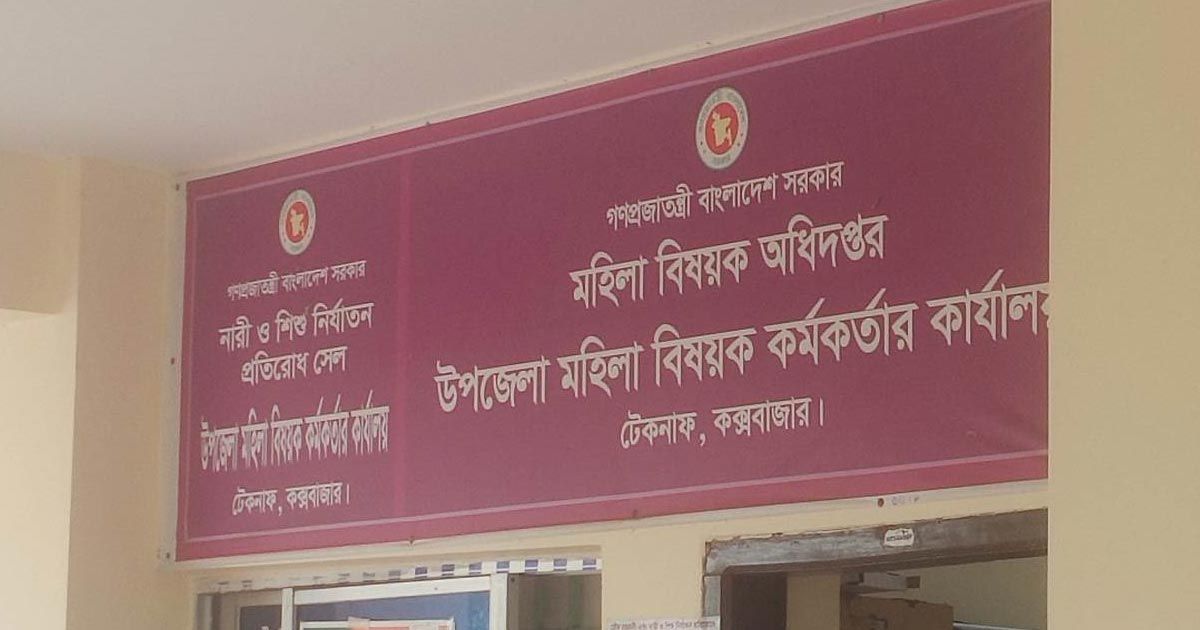 গণপ্রজাতন্ত্রী বাংলাদেশ সরকার
নারী ও শিশু নির্যাতন
প্রতিরোধ সেল
উপজেলা মহিলা বিষয়ক কর্মকর্তার কার্যালয়
টেকনাফ, কক্সবাজার।
গণপ্রজাতন্ত্রী বাংলাদেশ সরকার
মহিলা বিষয়ক অধিদপ্তর
উপজেলা মহিলা বিষয়ক কর্মকর্তার কার্যালয়
টেকনাফ, কক্সবাজার।